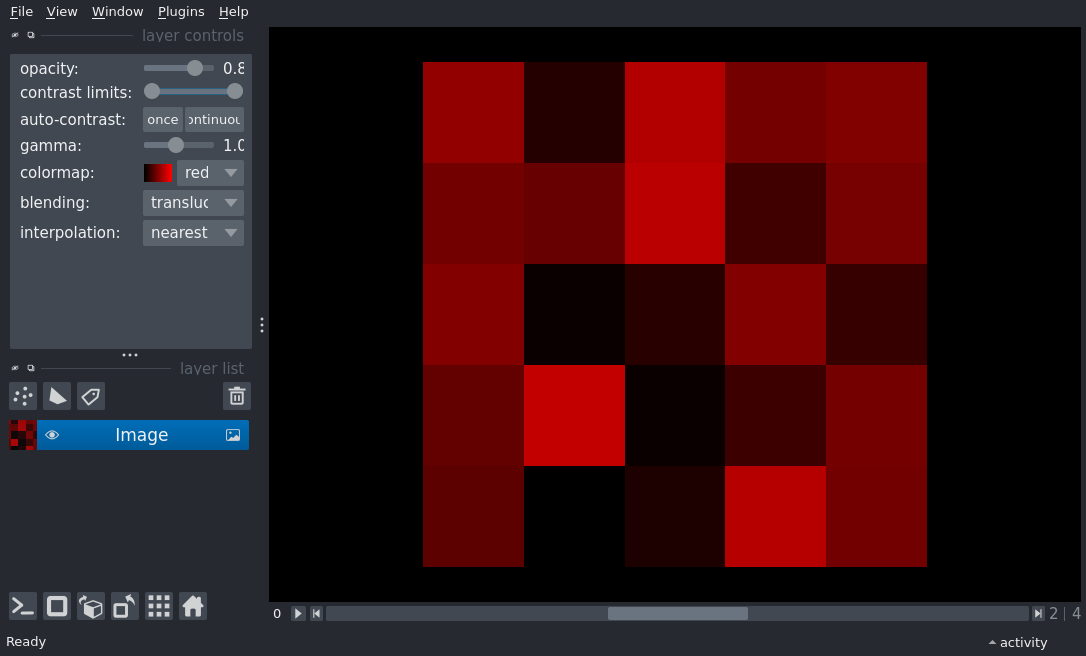 File View Window Plugins Help
layer controls
opacity: 0.8
contrast limits:
auto-contrast: once ontinuou
gamma: 1.0
colormap: red
blending: transluc
interpolation: nearest
layer list
Image
0 2 4
Ready activity